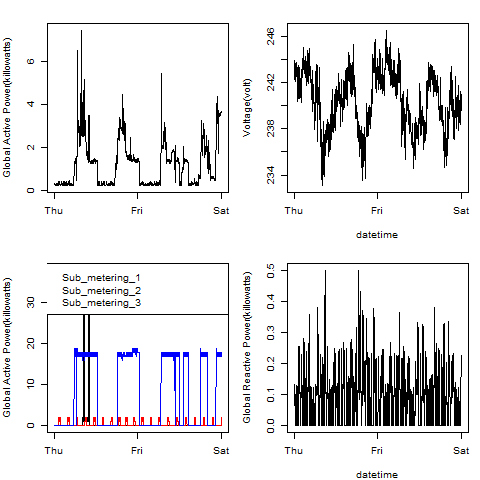 Global Active Power(killowatts)
0 2 4 6
Thu Fri Sat
Voltage(volt)
234 238 242 246
Thu Fri Sat
datetime
Global Active Power(killowatts)
0 10 20 30
Sub_metering_1
Sub_metering_2
Sub_metering_3
Thu Fri Sat
Global Reactive Power(killowatts)
0.0 0.1 0.2 0.3 0.4 0.5
Thu Fri Sat
datetime